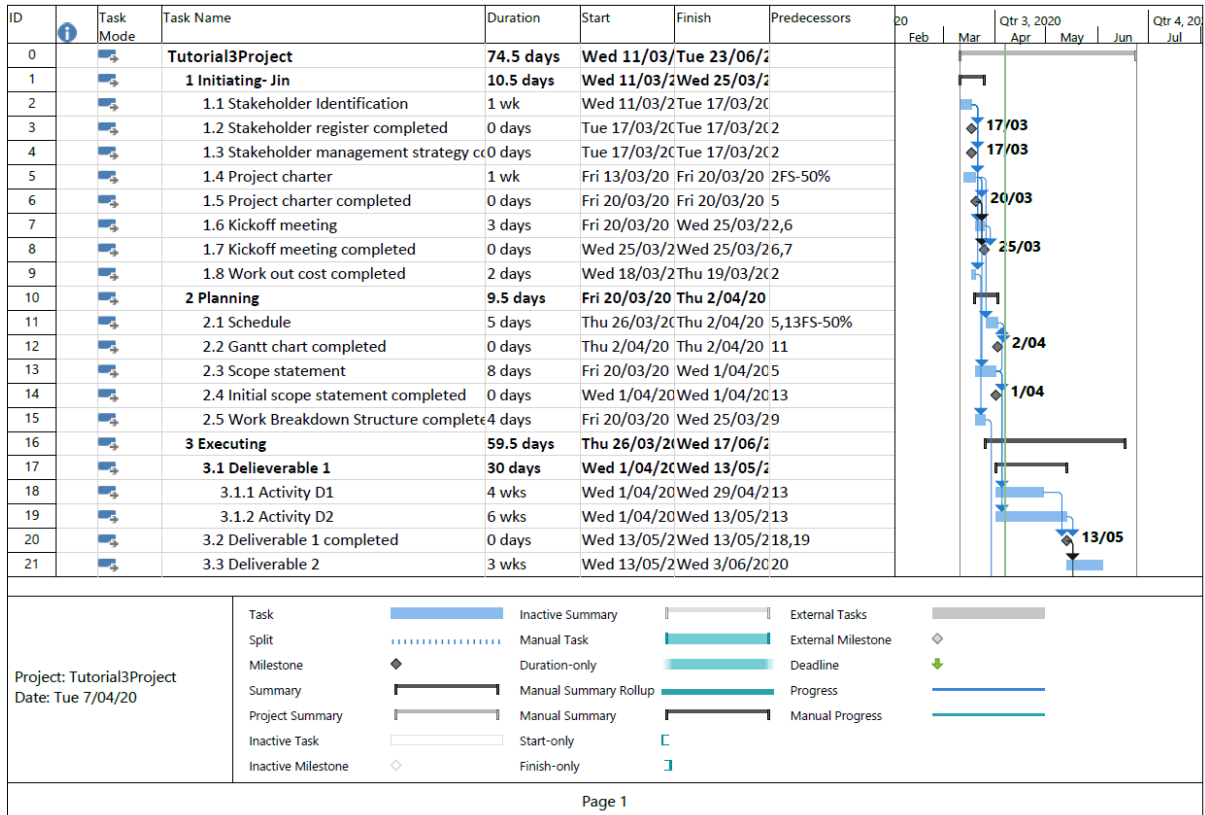 ID Task Mode Task Name Duration Start Finish Predecessors 20 Qtr 3, 2020 Qtr 4, 20
Feb Mar Apr May Jun Jul
0 Tutorial3Project 74.5 days Wed 11/03/ Tue 23/06/2
1 1 Initiating- Jin 10.5 days Wed 11/03/2 Wed 25/03/2
2 1.1 Stakeholder Identification 1 wk Wed 11/03/2 Tue 17/03/20
3 1.2 Stakeholder register completed 0 days Tue 17/03/20 Tue 17/03/20 2 17/03
4 1.3 Stakeholder management strategy co 0 days Tue 17/03/20 Tue 17/03/20 2 17/03
5 1.4 Project charter 1 wk Fri 13/03/20 Fri 20/03/20 2FS-50%
6 1.5 Project charter completed 0 days Fri 20/03/20 Fri 20/03/20 5 20/03
7 1.6 Kickoff meeting 3 days Fri 20/03/20 Wed 25/03/2 2,6
8 1.7 Kickoff meeting completed 0 days Wed 25/03/2 Wed 25/03/2 6,7 25/03
9 1.8 Work out cost completed 2 days Wed 18/03/2 Thu 19/03/20 2
10 2 Planning 9.5 days Fri 20/03/20 Thu 2/04/20
11 2.1 Schedule 5 days Thu 26/03/20 Thu 2/04/20 5,13FS-50%
12 2.2 Gantt chart completed 0 days Thu 2/04/20 Thu 2/04/20 11 2/04
13 2.3 Scope statement 8 days Fri 20/03/20 Wed 1/04/20 5
14 2.4 Initial scope statement completed 0 days Wed 1/04/20 Wed 1/04/20 13 1/04
15 2.5 Work Breakdown Structure complete 4 days Fri 20/03/20 Wed 25/03/2 9
16 3 Executing 59.5 days Thu 26/03/2 Wed 17/06/2
17 3.1 Delieverable 1 30 days Wed 1/04/20 Wed 13/05/2
18 3.1.1 Activity D1 4 wks Wed 1/04/20 Wed 29/04/2 13
19 3.1.2 Activity D2 6 wks Wed 1/04/20 Wed 13/05/2 13
20 3.2 Deliverable 1 completed 0 days Wed 13/05/2 Wed 13/05/2 18,19 13/05
21 3.3 Deliverable 2 3 wks Wed 13/05/2 Wed 3/06/20 20
Project: Tutorial3Project
Date: Tue 7/04/20
Task Inactive Summary External Tasks
Split Manual Task External Milestone
Milestone Duration-only Deadline
Summary Manual Summary Rollup Progress
Project Summary Manual Summary Manual Progress
Inactive Task Start-only
Inactive Milestone Finish-only
Page 1